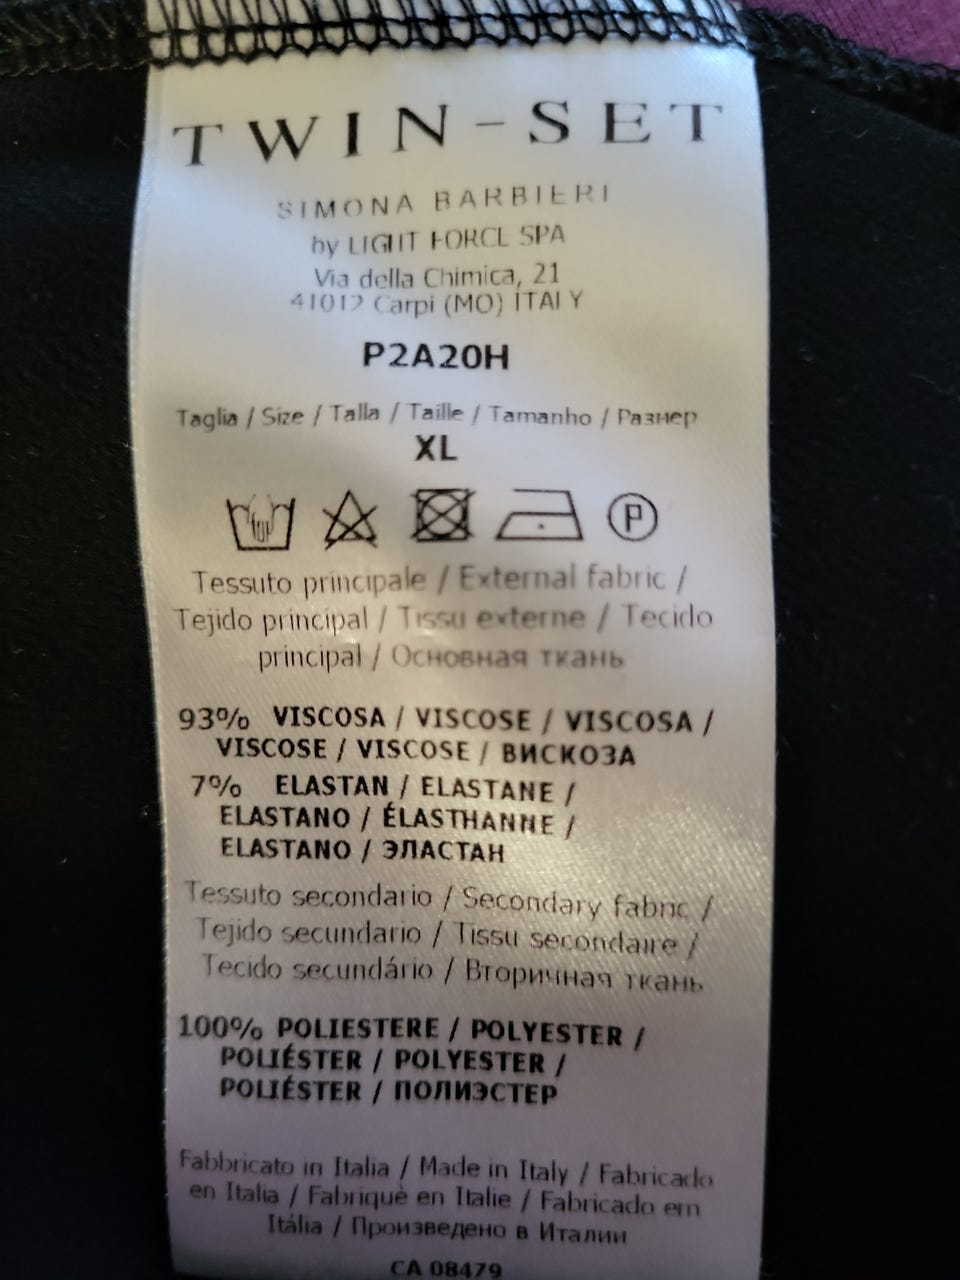 TWIN-SET
SIMONA BARBIERI
by LIGHT FORCE SPA
Via della Chimica, 21
41012 Carpi (MO) ITALY
P2A20H
Taglia / Size / Talla / Taille / Tamanho / Размер
XL
P
Tessuto principale / External fabric /
Tejido principal / Tissu externe / Tecido
principal / Основная ткань
93% VISCOSA / VISCOSE / VISCOSA /
VISCOSE / VISCOSE / ВИСКОЗА
7% ELASTAN / ELASTANE /
ELASTANO / ÉLASTHANNE /
ELASTANO / ЭЛАСТАН
Tessuto secondario / Secondary fabric /
Tejido secundario / Tissu secondaire /
Tecido secundário / Вторичная ткань
100% POLIESTERE / POLYESTER /
POLIÉSTER / POLYESTER /
POLIÉSTER / ПОЛИЭСТЕР
Fabbricato in Italia / Made in Italy / Fabricado
en Italia / Fabriqué en Italie / Fabricado em
Itália / Произведено в Италии
CA 08479